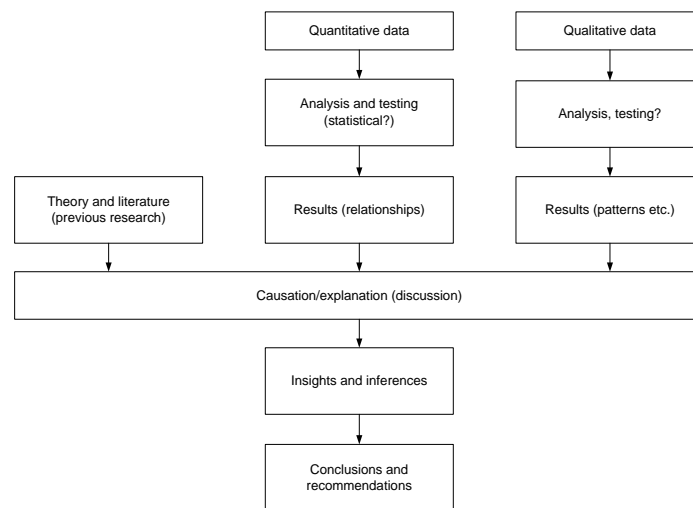 Quantitative data
Qualitative data
Analysis and testing
(statistical?)
Analysis, testing?
Theory and literature
(previous research)
Results (relationships)
Results (patterns etc.)
Causation/explanation (discussion)
Insights and inferences
Conclusions and
recommendations